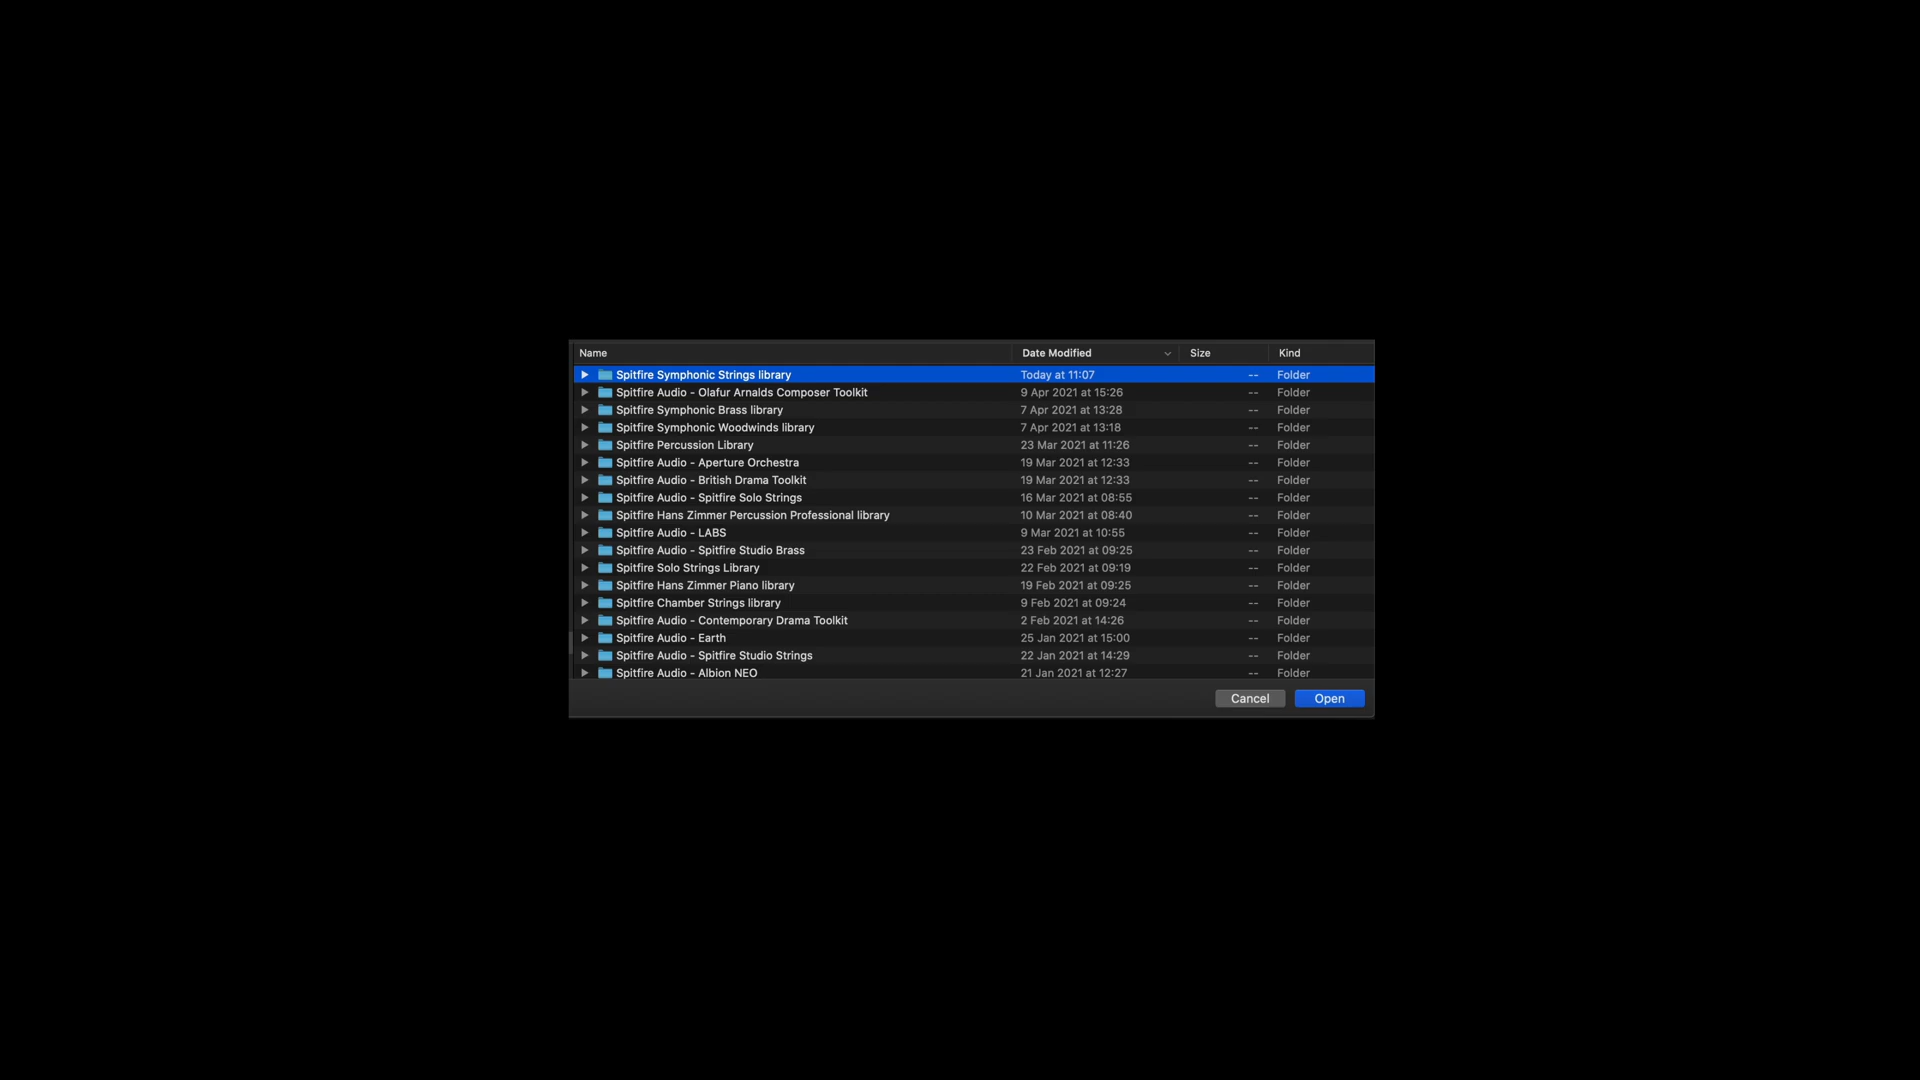 Name Date Modified Size Kind
Spitfire Symphonic Strings library Today at 11:07 -- Folder
Spitfire Audio - Olafur Arnalds Composer Toolkit 9 Apr 2021 at 15:26 -- Folder
Spitfire Symphonic Brass library 7 Apr 2021 at 13:28 -- Folder
Spitfire Symphonic Woodwinds library 7 Apr 2021 at 13:18 -- Folder
Spitfire Percussion Library 23 Mar 2021 at 11:26 -- Folder
Spitfire Audio - Aperture Orchestra 19 Mar 2021 at 12:33 -- Folder
Spitfire Audio - British Drama Toolkit 19 Mar 2021 at 12:33 -- Folder
Spitfire Audio - Spitfire Solo Strings 16 Mar 2021 at 08:55 -- Folder
Spitfire Hans Zimmer Percussion Professional library 10 Mar 2021 at 08:40 -- Folder
Spitfire Audio - LABS 9 Mar 2021 at 10:55 -- Folder
Spitfire Audio - Spitfire Studio Brass 23 Feb 2021 at 09:25 -- Folder
Spitfire Solo Strings Library 22 Feb 2021 at 09:19 -- Folder
Spitfire Hans Zimmer Piano library 19 Feb 2021 at 09:25 -- Folder
Spitfire Chamber Strings library 9 Feb 2021 at 09:24 -- Folder
Spitfire Audio - Contemporary Drama Toolkit 2 Feb 2021 at 14:26 -- Folder
Spitfire Audio - Earth 25 Jan 2021 at 15:00 -- Folder
Spitfire Audio - Spitfire Studio Strings 22 Jan 2021 at 14:29 -- Folder
Spitfire Audio - Albion NEO 21 Jan 2021 at 12:27 -- Folder
Cancel Open